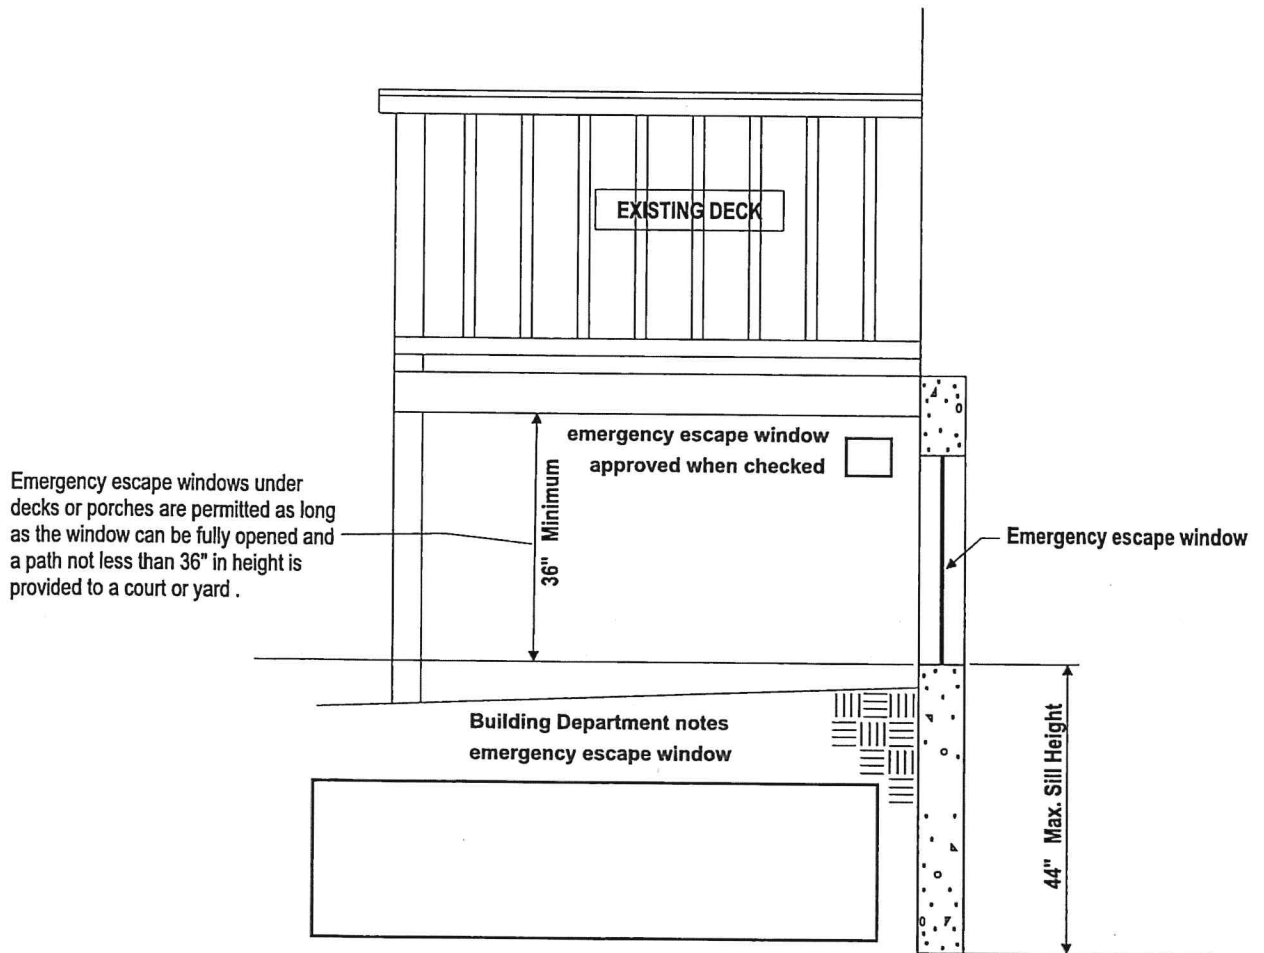 EXISTING DECK
emergency escape window
approved when checked
36" Minimum
Emergency escape windows under
decks or porches are permitted as long
as the window can be fully opened and
a path not less than 36" in height is
provided to a court or yard .
Emergency escape window
Building Department notes
emergency escape window
44" Max. Sill Height